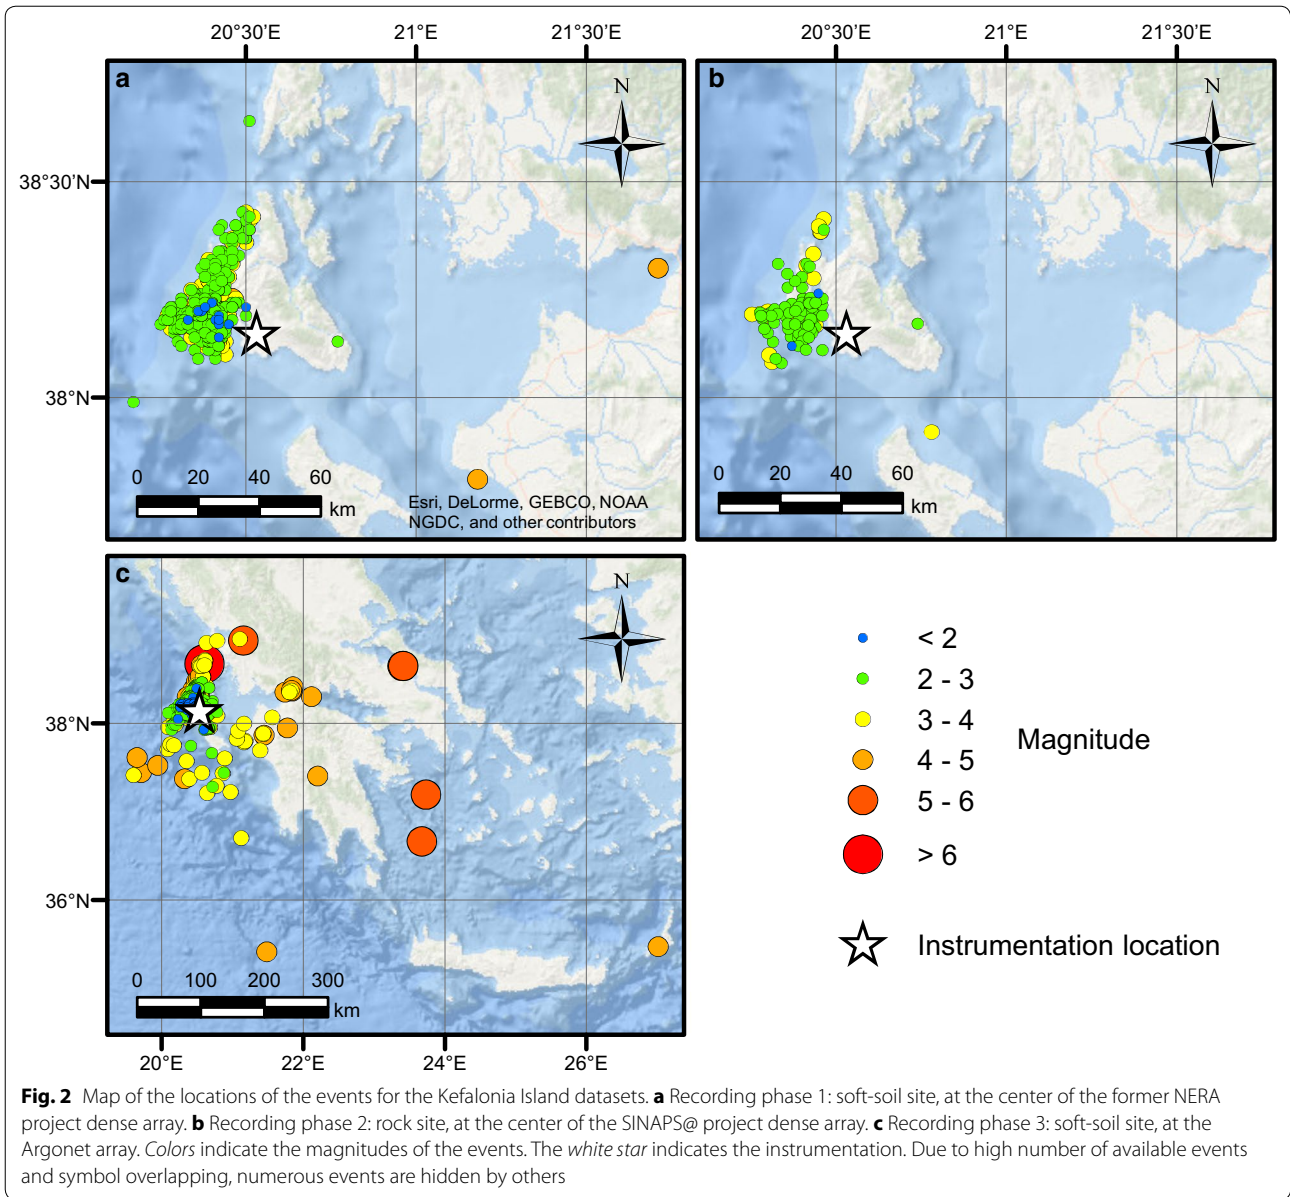 20°30'E 21°E 21°30'E 20°30'E 21°E 21°30'E
a
N
b
N
38°30'N
38°N
0 20 40 60
km
Esri, DeLorme, GEBCO, NOAA
NGDC, and other contributors
0 20 40 60
km
c
N
38°N
36°N
0 100 200 300
km
20°E 22°E 24°E 26°E
< 2
2 - 3
3 - 4
Magnitude
4 - 5
5 - 6
> 6
Instrumentation location
Fig. 2 Map of the locations of the events for the Kefalonia Island datasets. a Recording phase 1: soft-soil site, at the center of the former NERA
project dense array. b Recording phase 2: rock site, at the center of the SINAPS@ project dense array. c Recording phase 3: soft-soil site, at the
Argonet array. Colors indicate the magnitudes of the events. The white star indicates the instrumentation. Due to high number of available events
and symbol overlapping, numerous events are hidden by others